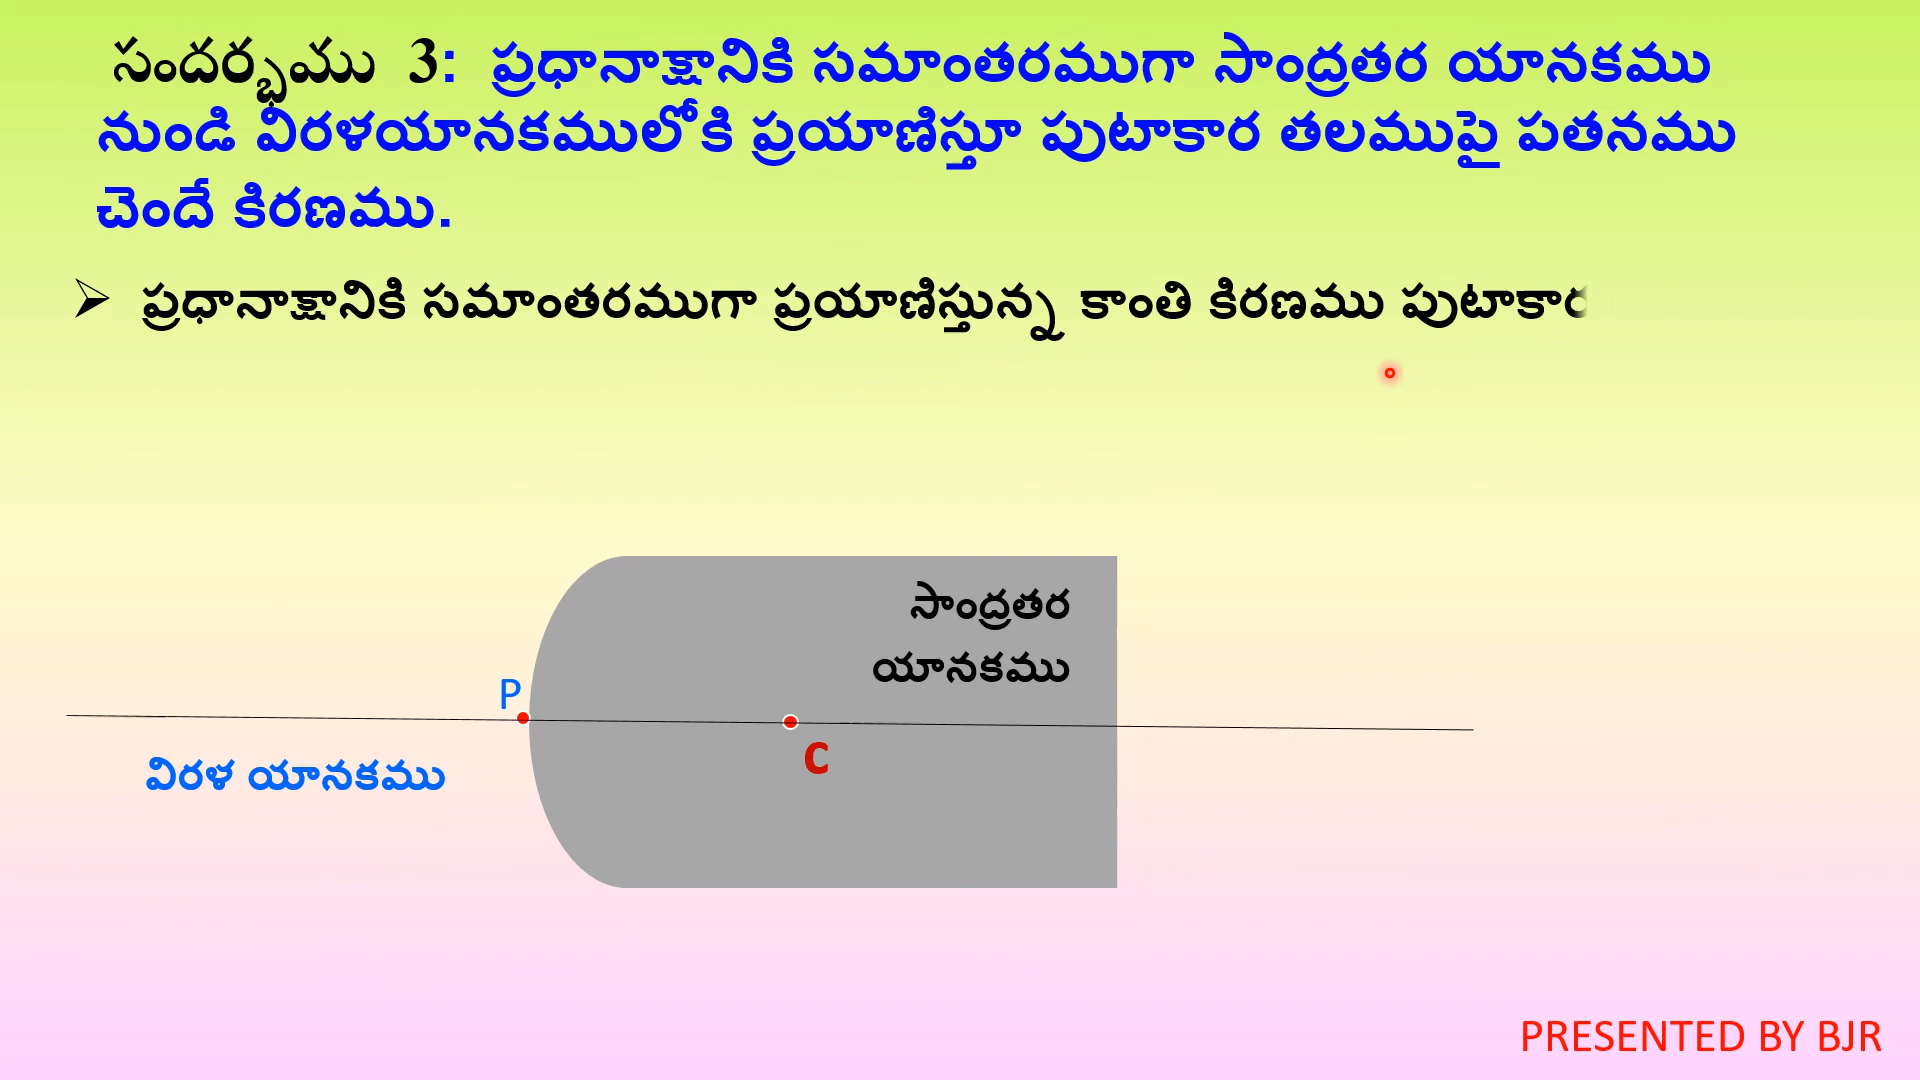 సందర్భము 3: ప్రధానాక్షానికి సమాంతరముగా సాంద్రతర యానకము
నుండి విరళయానకములోకి ప్రయాణిస్తూ పుటాకార తలముపై పతనము
చెందే కిరణము.
ప్రధానాక్షానికి సమాంతరముగా ప్రయాణిస్తున్న కాంతి కిరణము పుటాకార
సాంద్రతర
యానకము
P
C
విరళ యానకము
PRESENTED BY BJR